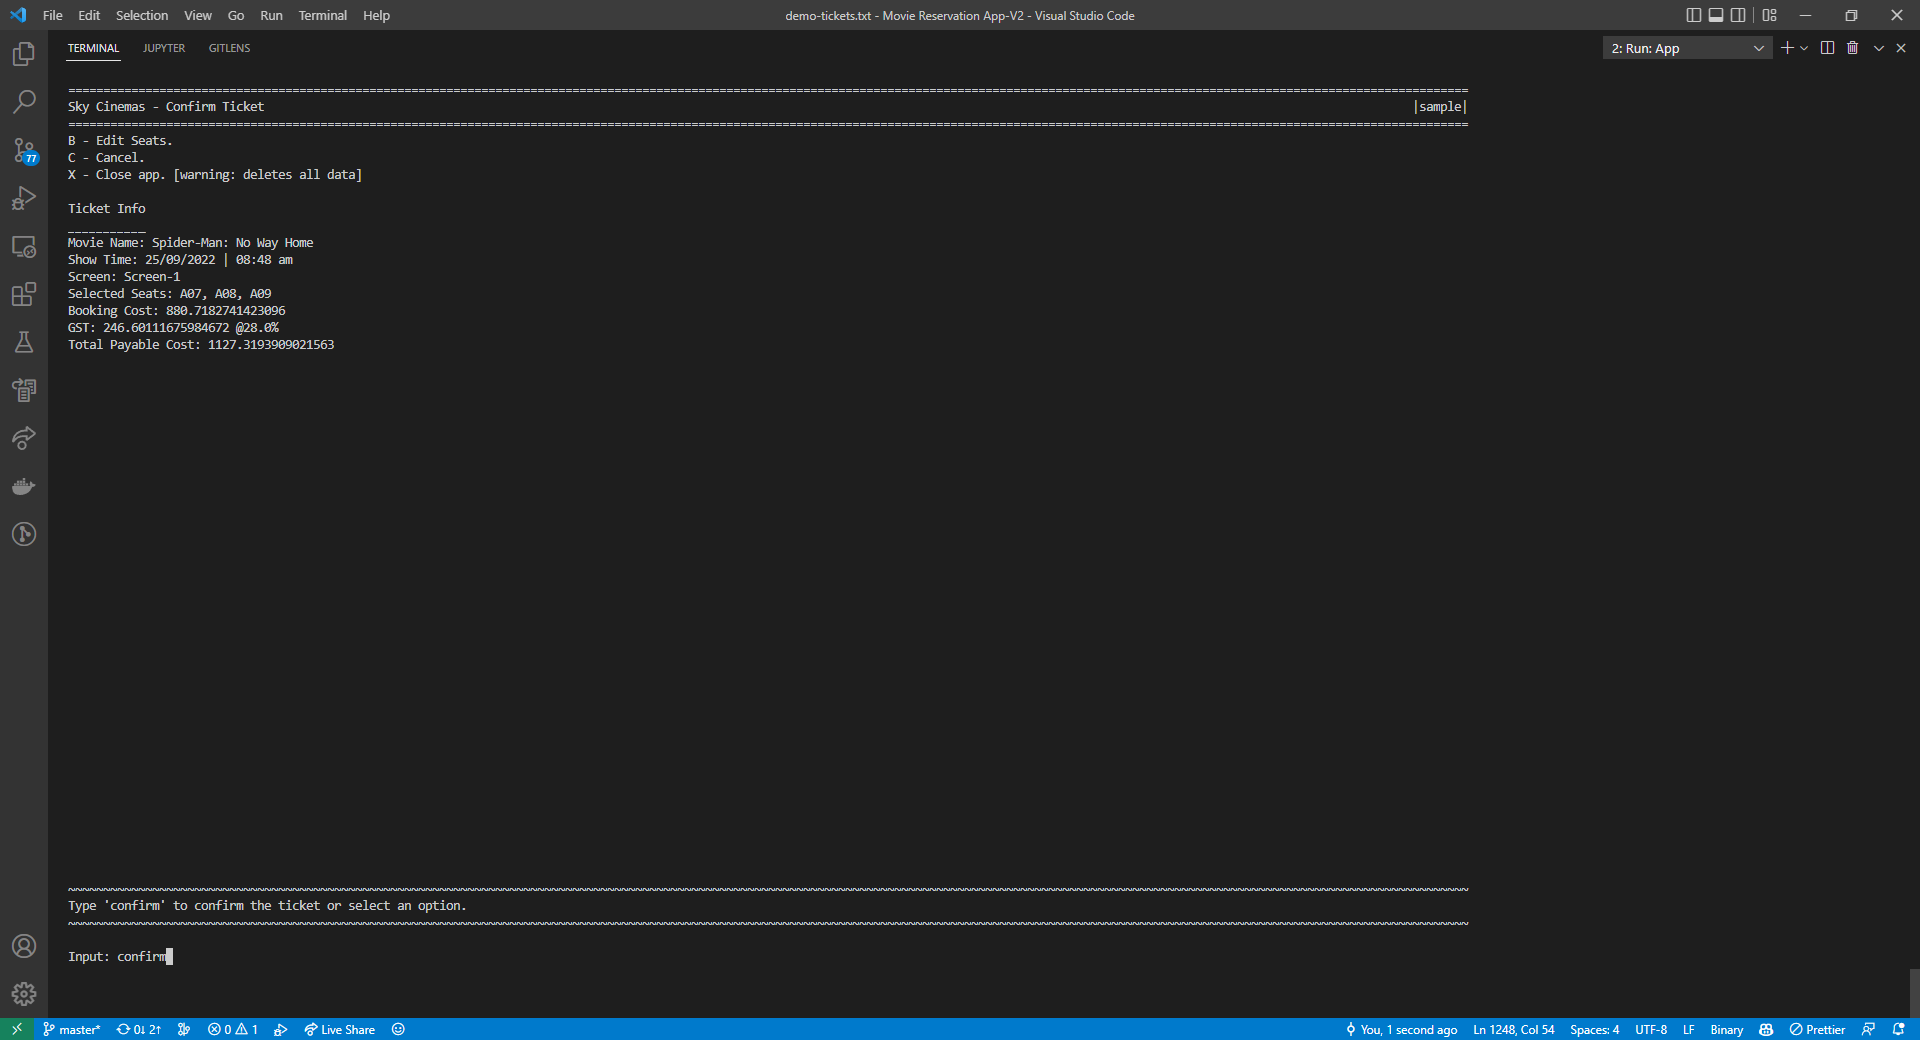 File Edit Selection View Go Run Terminal Help
demo-tickets.txt - Movie Reservation App-V2 - Visual Studio Code
TERMINAL JUPYTER GITLENS
2: Run: App
========================================================================================================================================================================================================
Sky Cinemas - Confirm Ticket |sample|
========================================================================================================================================================================================================
B - Edit Seats.
C - Cancel.
X - Close app. [warning: deletes all data]
Ticket Info
___________
Movie Name: Spider-Man: No Way Home
Show Time: 25/09/2022 | 08:48 am
Screen: Screen-1
Selected Seats: A07, A08, A09
Booking Cost: 880.7182741423096
GST: 246.60111675984672 @28.0%
Total Payable Cost: 1127.3193909021563
~~~~~~~~~~~~~~~~~~~~~~~~~~~~~~~~~~~~~~~~~~~~~~~~~~~~~~~~~~~~~~~~~~~~~~~~~~~~~~~~~~~~~~~~~~~~~~~~~~~~~~~~~~~~~~~~~~~~~~~~~~~~~~~~~~~~~~~~~~~~~~~~~~~~~~~~~~~~~~~~~~~~~~~~~~~~~~~~~~~~~~~~~~~~~~~~
Type 'confirm' to confirm the ticket or select an option.
~~~~~~~~~~~~~~~~~~~~~~~~~~~~~~~~~~~~~~~~~~~~~~~~~~~~~~~~~~~~~~~~~~~~~~~~~~~~~~~~~~~~~~~~~~~~~~~~~~~~~~~~~~~~~~~~~~~~~~~~~~~~~~~~~~~~~~~~~~~~~~~~~~~~~~~~~~~~~~~~~~~~~~~~~~~~~~~~~~~~~~~~~~~~~~~~
Input: confirm
77
master* 0↓ 2↑ 0 1 Live Share You, 1 second ago Ln 1248, Col 54 Spaces: 4 UTF-8 LF Binary Prettier